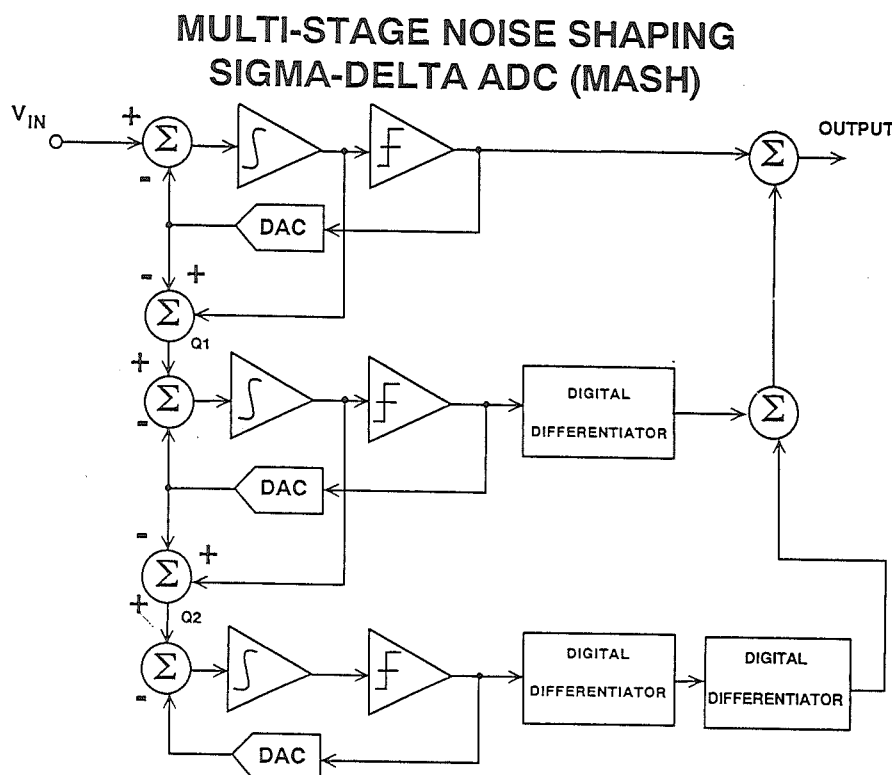 MULTI-STAGE NOISE SHAPING
SIGMA-DELTA ADC (MASH)
VIN
+
Σ
-
DAC
Σ
OUTPUT
-
+
Σ
Q1
+
Σ
-
DAC
DIGITAL
DIFFERENTIATOR
Σ
-
+
Σ
+
Q2
Σ
-
DAC
DIGITAL
DIFFERENTIATOR
DIGITAL
DIFFERENTIATOR